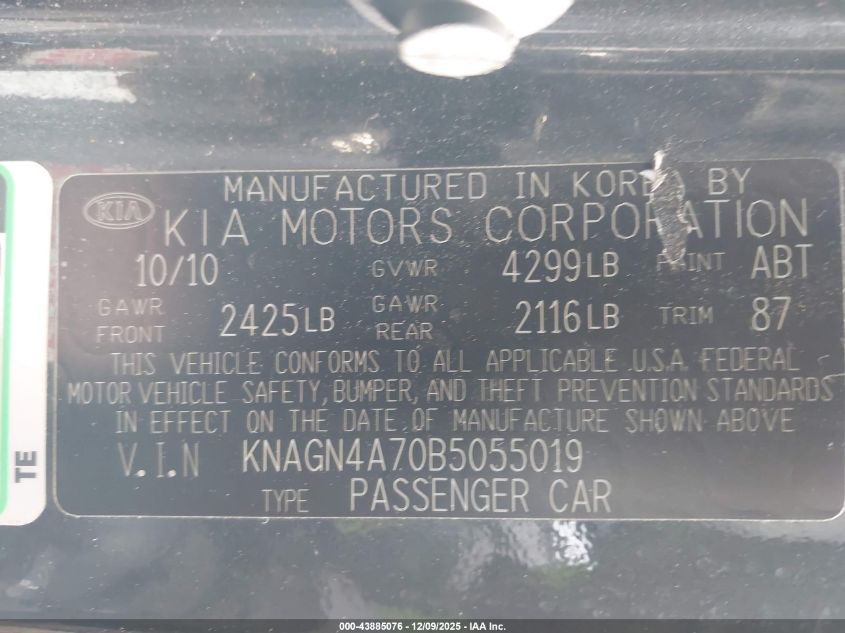 MANUFACTURED IN KOREA BY
KIA KIA MOTORS CORPORATION
10/10 GVWR 4299LB PAINT ABT
GAWR FRONT 2425LB GAWR REAR 2116LB TRIM 87
THIS VEHICLE CONFORMS TO ALL APPLICABLE U.S.A. FEDERAL
MOTOR VEHICLE SAFETY, BUMPER, AND THEFT PREVENTION STANDARDS
IN EFFECT ON THE DATE OF MANUFACTURE SHOWN ABOVE
V.I.N KNAGN4A70B5055019
TYPE PASSENGER CAR
TE
000-43885076 - 12/09/2025 - IAA Inc.